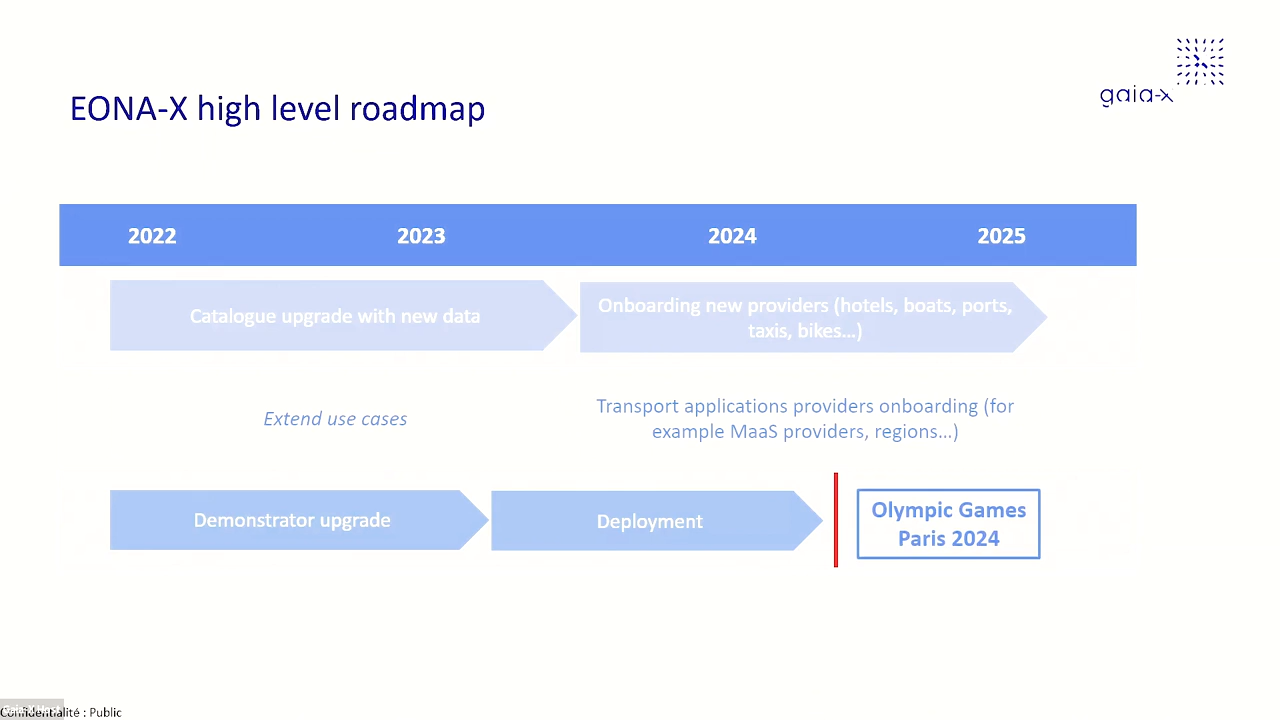 gaia-x
EONA-X high level roadmap
2022 2023 2024 2025
Catalogue upgrade with new data
Onboarding new providers (hotels, boats, ports,
taxis, bikes...)
Extend use cases
Transport applications providers onboarding (for
example MaaS providers, regions...)
Demonstrator upgrade
Deployment
Olympic Games
Paris 2024
Confidentialité : Public